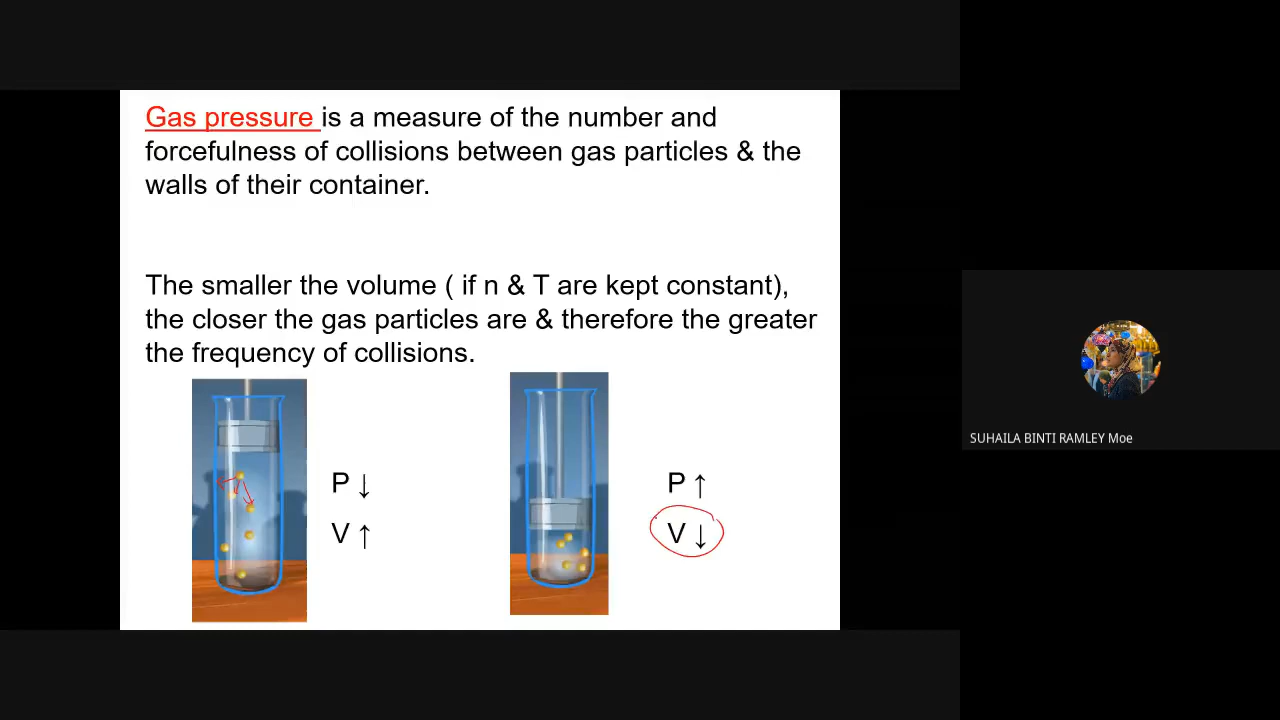 Gas pressure is a measure of the number and
forcefulness of collisions between gas particles & the
walls of their container.
The smaller the volume ( if n & T are kept constant),
the closer the gas particles are & therefore the greater
the frequency of collisions.
P ↓
V ↑
P ↑
V ↓
SUHAILA BINTI RAMLEY Moe